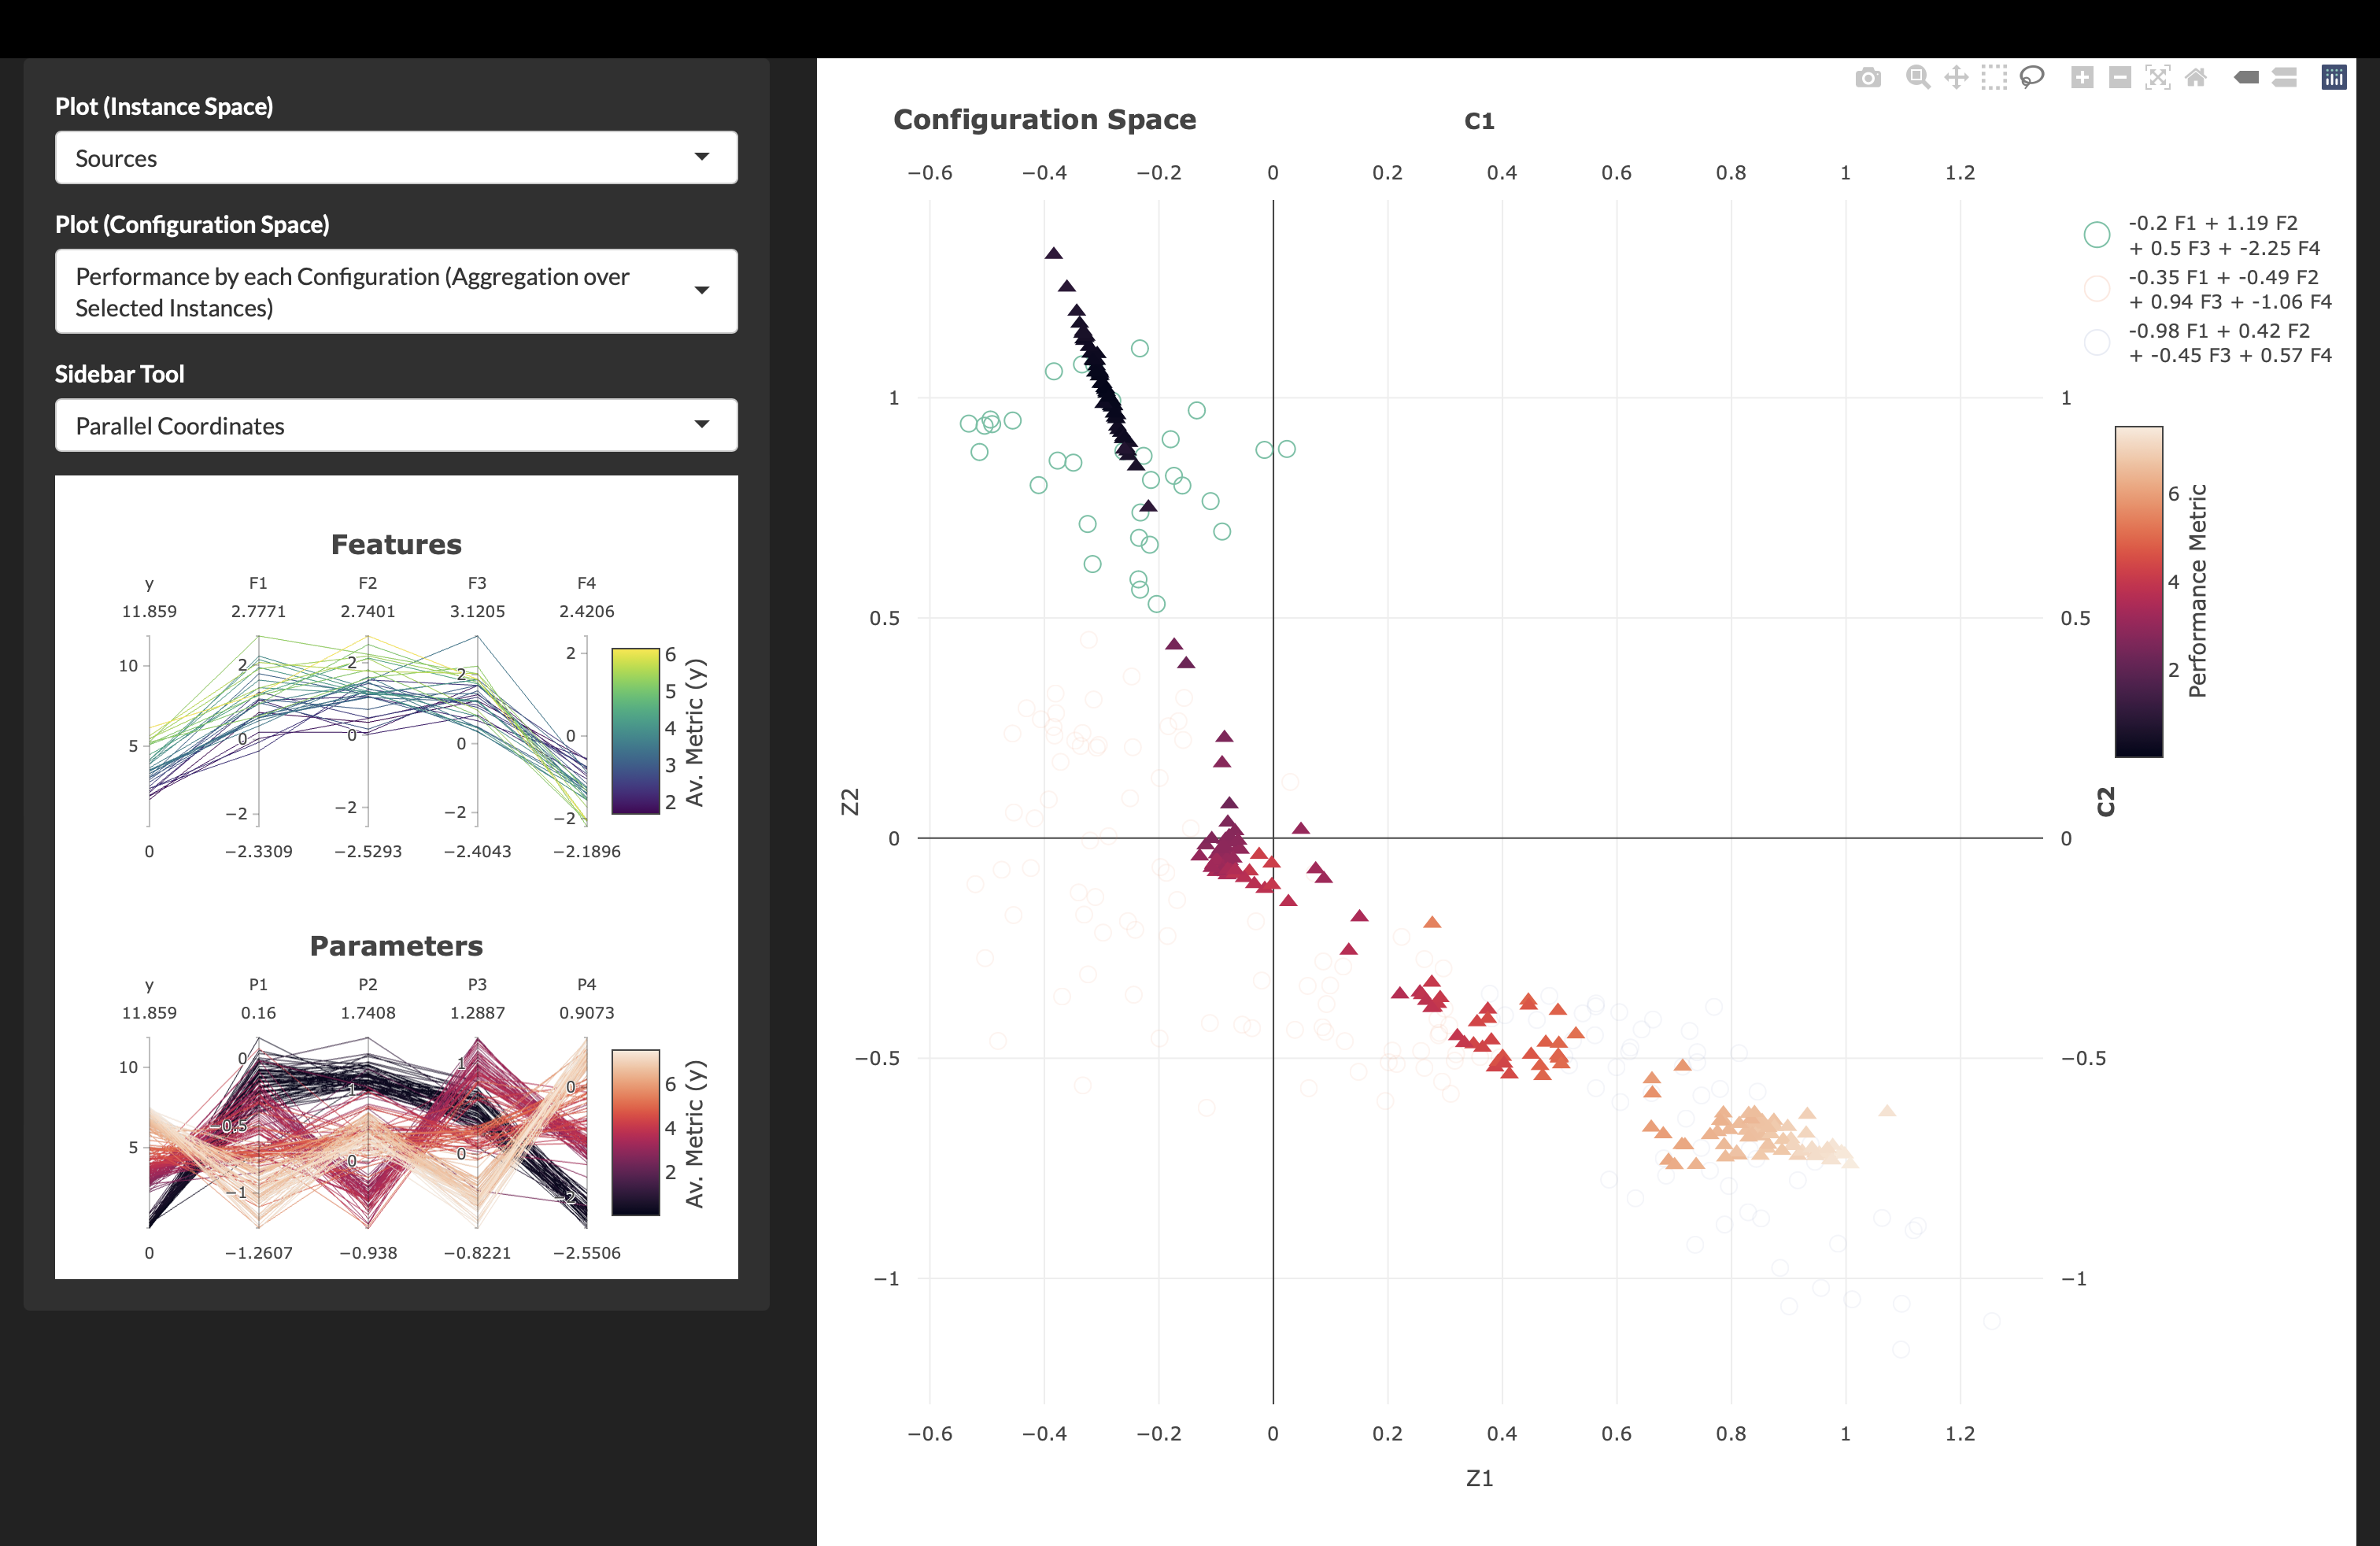 Plot (Instance Space)
Sources
Plot (Configuration Space)
Performance by each Configuration (Aggregation over
Selected Instances)
Sidebar Tool
Parallel Coordinates
Features
y F1 F2 F3 F4
11.859 2.7771 2.7401 3.1205 2.4206
10
5
2
0
−2
2
0
−2
2
0
−2
2
0
−2
6
5
4
3
2
Av. Metric (y)
0 −2.3309 −2.5293 −2.4043 −2.1896
Parameters
y P1 P2 P3 P4
11.859 0.16 1.7408 1.2887 0.9073
10
5
0
−0.5
−1
1
0
1
0
0
−2
6
4
2
Av. Metric (y)
0 −1.2607 −0.938 −0.8221 −2.5506
Configuration Space
C1
−0.6 −0.4 −0.2 0 0.2 0.4 0.6 0.8 1 1.2
-0.2 F1 + 1.19 F2
+ 0.5 F3 + -2.25 F4
-0.35 F1 + -0.49 F2
+ 0.94 F3 + -1.06 F4
-0.98 F1 + 0.42 F2
+ -0.45 F3 + 0.57 F4
1
0.5
0
−0.5
−1
Z2
1
0.5
0
−0.5
−1
C2
6
4
2
Performance Metric
−0.6 −0.4 −0.2 0 0.2 0.4 0.6 0.8 1 1.2
Z1